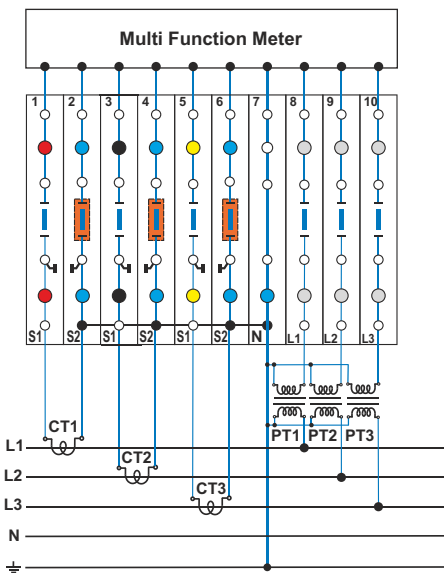 Multi Function Meter
1 2 3 4 5 6 7 8 9 10
S1 S2 S1 S2 S1 S2 N L1 L2 L3
PT1 PT2 PT3
CT1
L1
CT2
L2
CT3
L3
N